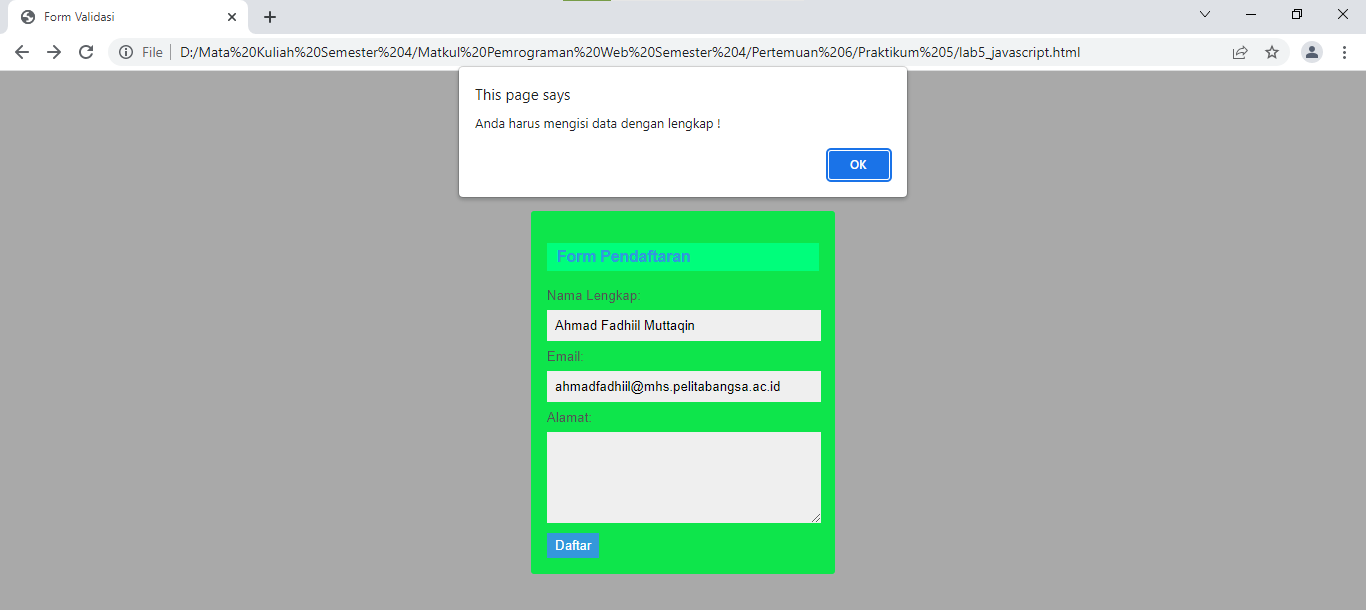 Form Validasi
File
D:/Mata%20Kuliah%20Semester%204/Matkul%20Pemrograman%20Web%20Semester%204/Pertemuan%206/Praktikum%205/lab5_javascript.html
This page says
Anda harus mengisi data dengan lengkap !
OK
Form Pendaftaran
Nama Lengkap:
Ahmad Fadhiil Muttaqin
Email:
ahmadfadhiil@mhs.pelitabangsa.ac.id
Alamat:
Daftar